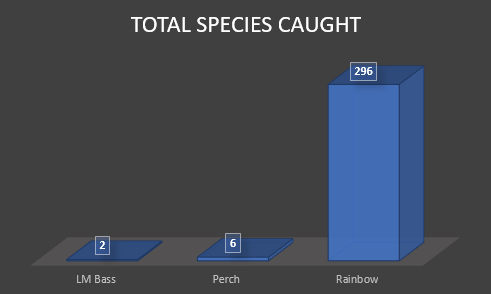 TOTAL SPECIES CAUGHT
296
2
6
LM Bass
Perch
Rainbow